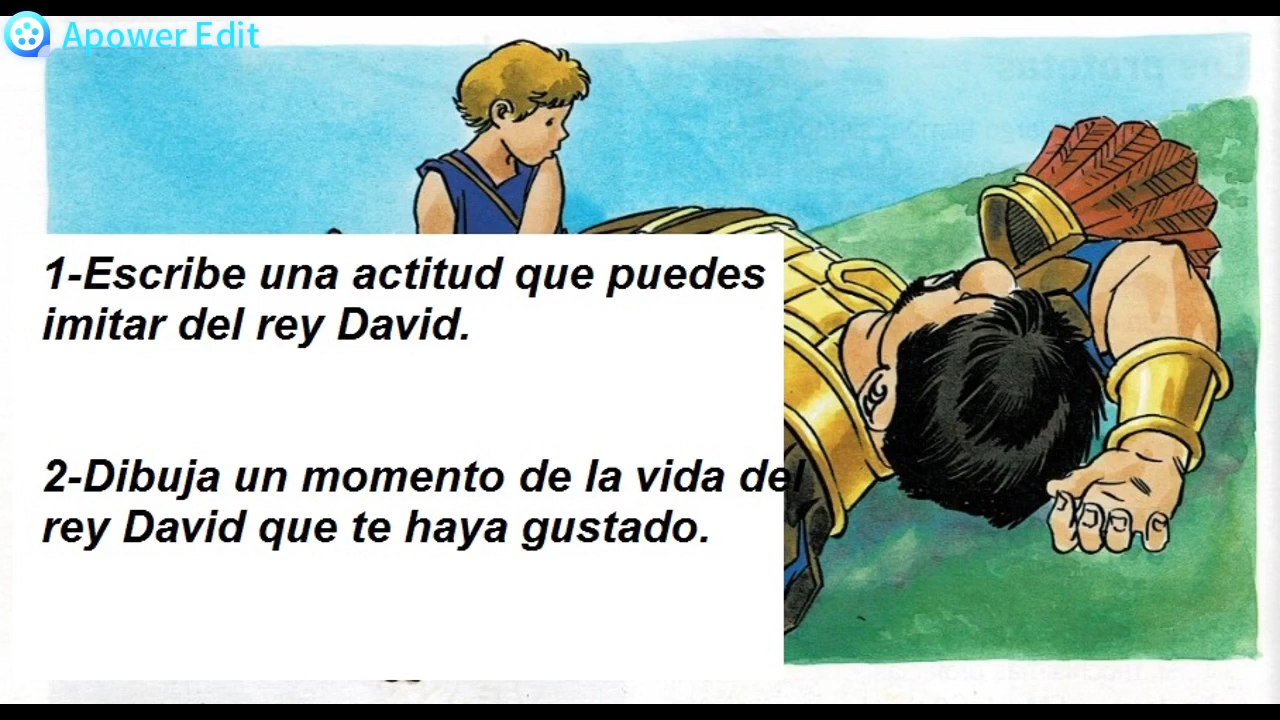 Apower Edit
1-Escribe una actitud que puedes
imitar del rey David.
2-Dibuja un momento de la vida del
rey David que te haya gustado.